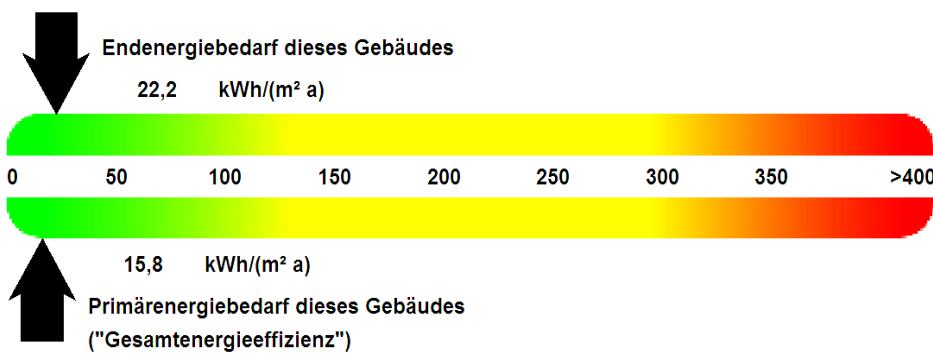 Endenergiebedarf dieses Gebäudes
22,2 kWh/(m² a)
0 50 100 150 200 250 300 350 >400
15,8 kWh/(m² a)
Primärenergiebedarf dieses Gebäudes
("Gesamtenergieeffizienz")